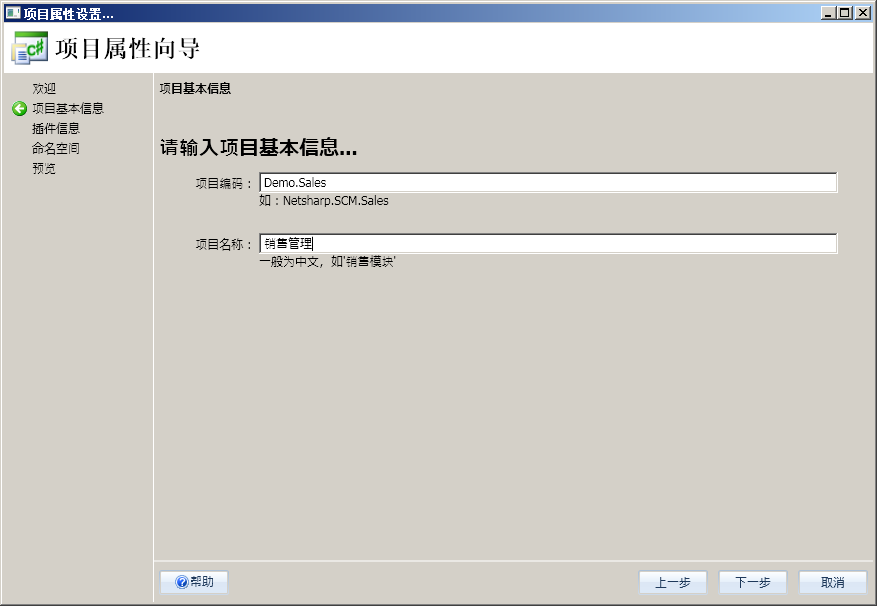 项目属性设置...
项目属性向导
欢迎
项目基本信息
插件信息
命名空间
预览
项目基本信息
请输入项目基本信息...
项目编码： Demo.Sales
如：Netsharp.SCM.Sales
项目名称： 销售管理
一般为中文，如'销售模块'
帮助 上一步 下一步 取消